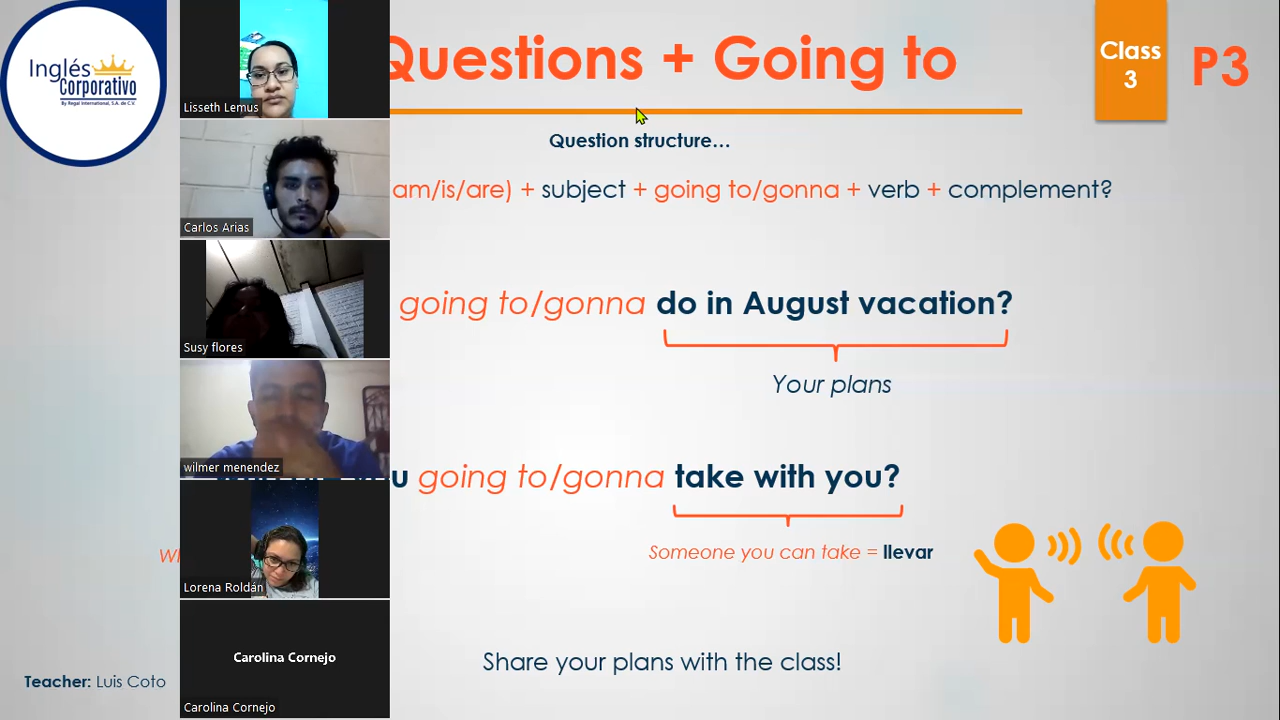 Inglés
Corporativo
By Regal International, S.A. de C.V.
Questions + Going to
Class
3
P3
Question structure...
am/is/are) + subject + going to/gonna + verb + complement?
going to/gonna do in August vacation?
Your plans
going to/gonna take with you?
Someone you can take = llevar
Share your plans with the class!
Teacher: Luis Coto
Lisseth Lemus
Carlos Arias
Susy flores
wilmer menendez
Lorena Roldán
Carolina Cornejo
Carolina Cornejo